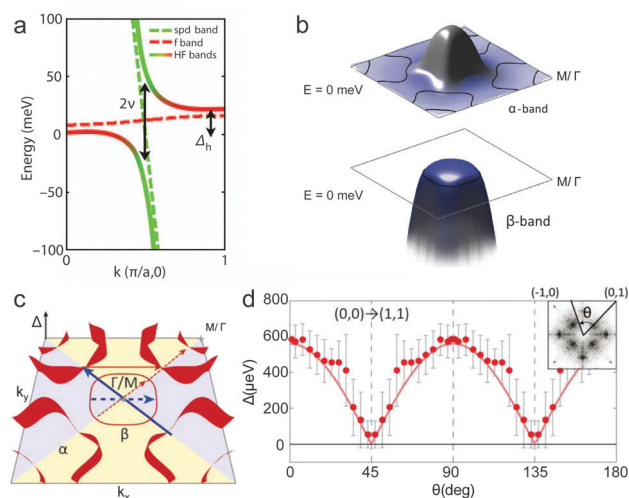 a
spd band
f band
HF bands
100
50
0
-50
-100
Energy (meV)
2ν
Δh
0
1
k (π/a,0)
b
E = 0 meV
M/Γ
α-band
E = 0 meV
M/Γ
β-band
c
Δ
M/Γ
Γ/M
ky
α
β
kx
d
(0,0)→(1,1)
(-1,0)
(0,1)
θ
800
600
400
200
0
Δ(μeV)
0
45
90
135
180
θ(deg)